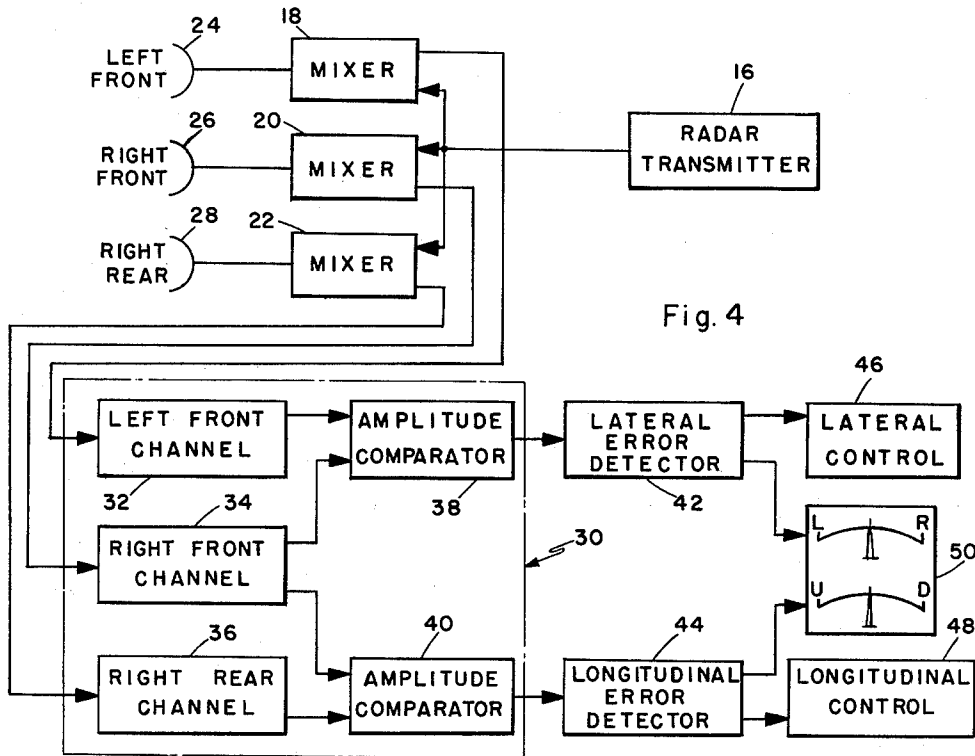 24
LEFT
FRONT
18
MIXER
16
RADAR
TRANSMITTER
26
RIGHT
FRONT
20
MIXER
28
RIGHT
REAR
22
MIXER
Fig. 4
LEFT FRONT
CHANNEL
32
AMPLITUDE
COMPARATOR
38
LATERAL
ERROR
DETECTOR
42
46
LATERAL
CONTROL
34
RIGHT FRONT
CHANNEL
30
L R
U D
50
36
RIGHT REAR
CHANNEL
40
AMPLITUDE
COMPARATOR
44
LONGITUDINAL
ERROR
DETECTOR
48
LONGITUDINAL
CONTROL